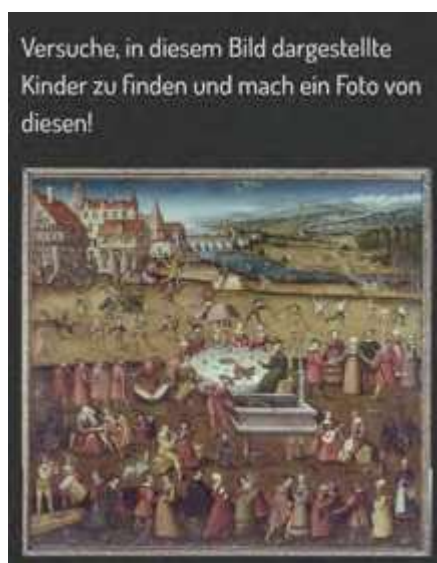 Versuche, in diesem Bild dargestellte
Kinder zu finden und mach ein Foto von
diesen!